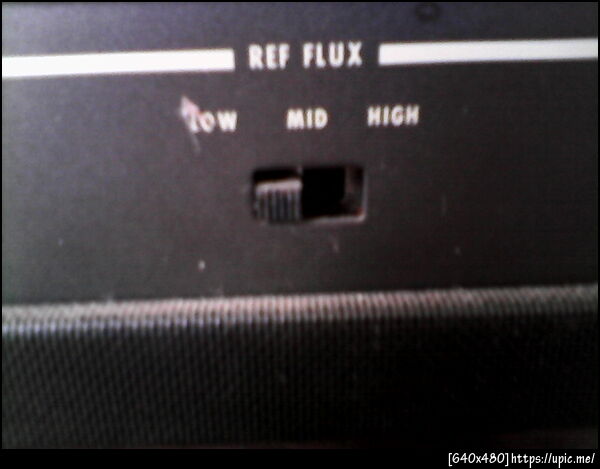 REF FLUX
LOW MID HIGH
[640x480]https://upic.me/